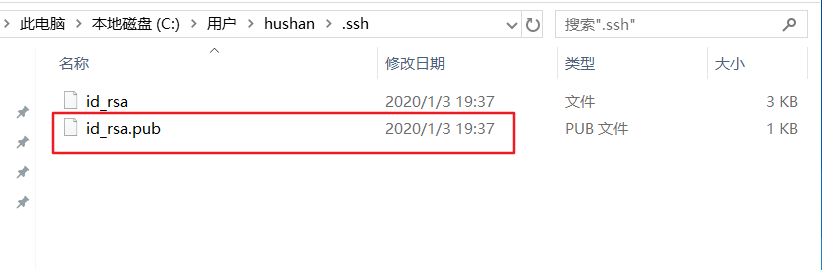 此电脑 > 本地磁盘 (C:) > 用户 > hushan > .ssh 搜索".ssh"
名称 修改日期 类型 大小
id_rsa 2020/1/3 19:37 文件 3 KB
id_rsa.pub 2020/1/3 19:37 PUB 文件 1 KB